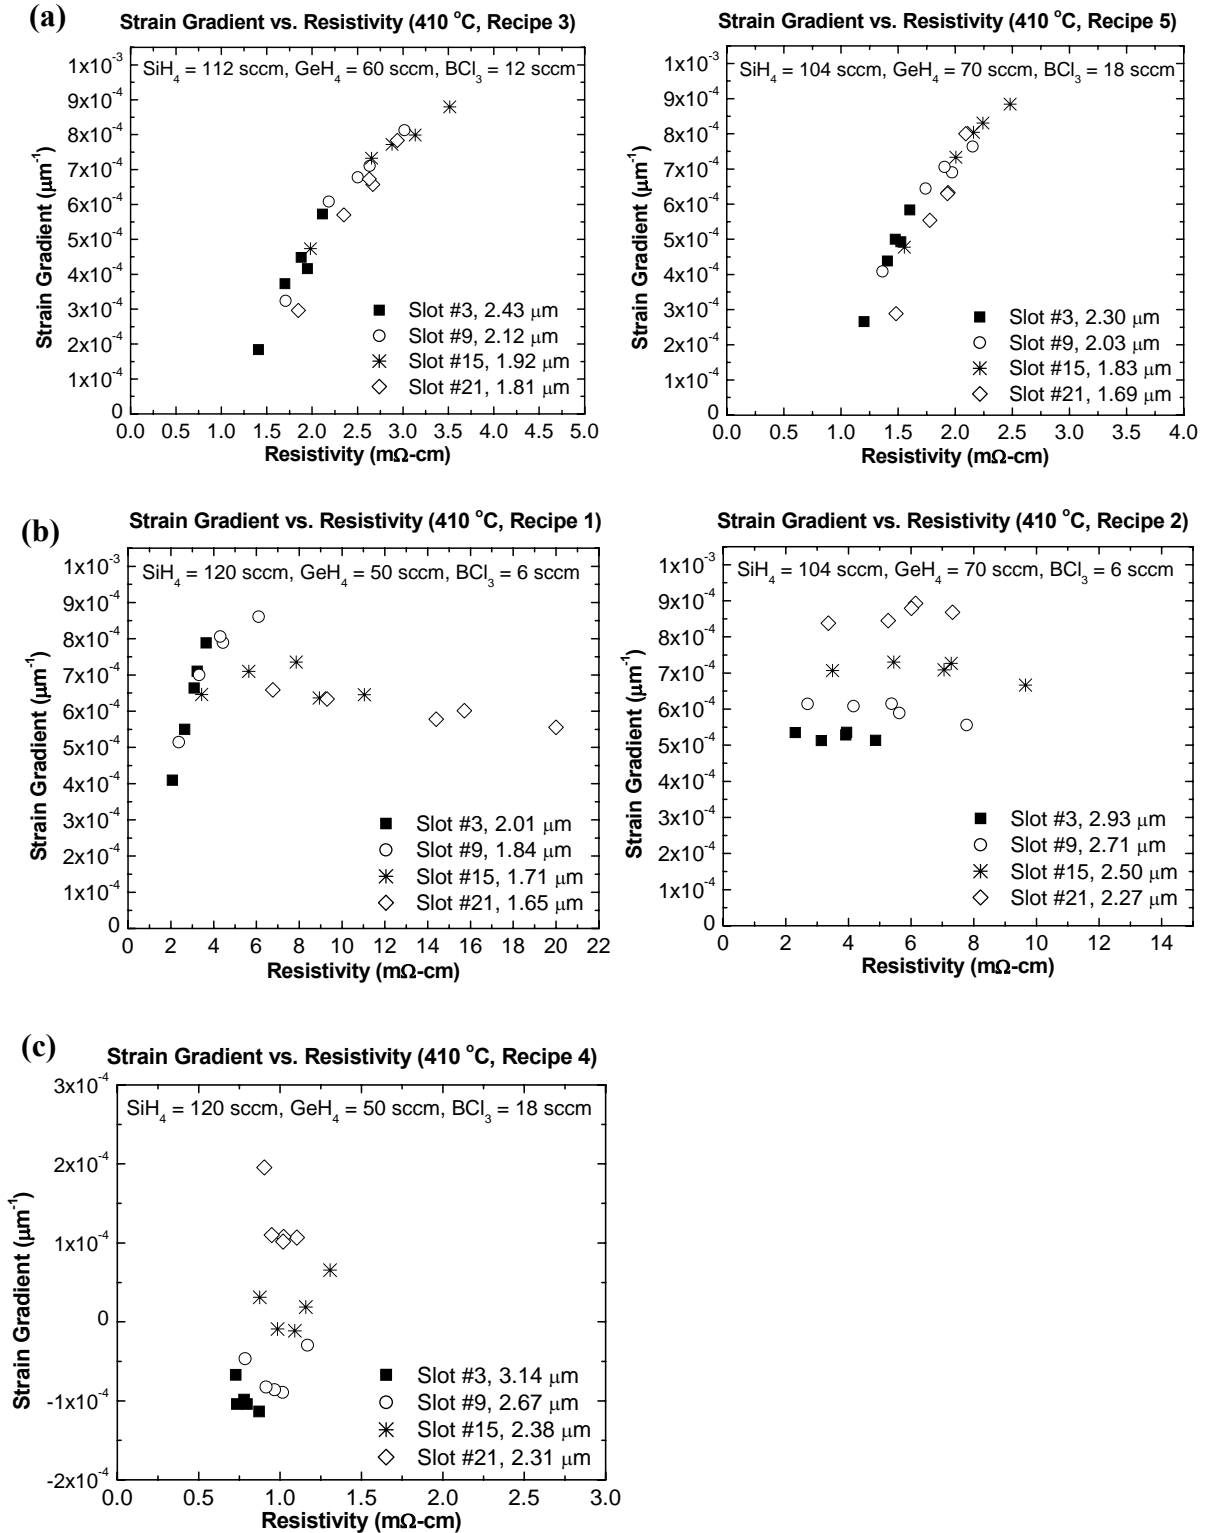 (a)
Strain Gradient vs. Resistivity (410 °C, Recipe 3)
SiH₄ = 112 sccm, GeH₄ = 60 sccm, BCl₃ = 12 sccm
1x10⁻³
9x10⁻⁴
8x10⁻⁴
7x10⁻⁴
6x10⁻⁴
5x10⁻⁴
4x10⁻⁴
3x10⁻⁴
2x10⁻⁴
1x10⁻⁴
0
Strain Gradient (μm⁻¹)
Slot #3, 2.43 μm
Slot #9, 2.12 μm
Slot #15, 1.92 μm
Slot #21, 1.81 μm
0.0 0.5 1.0 1.5 2.0 2.5 3.0 3.5 4.0 4.5 5.0
Resistivity (mΩ-cm)
Strain Gradient vs. Resistivity (410 °C, Recipe 5)
SiH₄ = 104 sccm, GeH₄ = 70 sccm, BCl₃ = 18 sccm
1x10⁻³
9x10⁻⁴
8x10⁻⁴
7x10⁻⁴
6x10⁻⁴
5x10⁻⁴
4x10⁻⁴
3x10⁻⁴
2x10⁻⁴
1x10⁻⁴
0
Strain Gradient (μm⁻¹)
Slot #3, 2.30 μm
Slot #9, 2.03 μm
Slot #15, 1.83 μm
Slot #21, 1.69 μm
0.0 0.5 1.0 1.5 2.0 2.5 3.0 3.5 4.0
Resistivity (mΩ-cm)
(b)
Strain Gradient vs. Resistivity (410 °C, Recipe 1)
SiH₄ = 120 sccm, GeH₄ = 50 sccm, BCl₃ = 6 sccm
1x10⁻³
9x10⁻⁴
8x10⁻⁴
7x10⁻⁴
6x10⁻⁴
5x10⁻⁴
4x10⁻⁴
3x10⁻⁴
2x10⁻⁴
1x10⁻⁴
0
Strain Gradient (μm⁻¹)
Slot #3, 2.01 μm
Slot #9, 1.84 μm
Slot #15, 1.71 μm
Slot #21, 1.65 μm
0 2 4 6 8 10 12 14 16 18 20 22
Resistivity (mΩ-cm)
Strain Gradient vs. Resistivity (410 °C, Recipe 2)
SiH₄ = 104 sccm, GeH₄ = 70 sccm, BCl₃ = 6 sccm
1x10⁻³
9x10⁻⁴
8x10⁻⁴
7x10⁻⁴
6x10⁻⁴
5x10⁻⁴
4x10⁻⁴
3x10⁻⁴
2x10⁻⁴
1x10⁻⁴
0
Strain Gradient (μm⁻¹)
Slot #3, 2.93 μm
Slot #9, 2.71 μm
Slot #15, 2.50 μm
Slot #21, 2.27 μm
0 2 4 6 8 10 12 14
Resistivity (mΩ-cm)
(c)
Strain Gradient vs. Resistivity (410 °C, Recipe 4)
SiH₄ = 120 sccm, GeH₄ = 50 sccm, BCl₃ = 18 sccm
3x10⁻⁴
2x10⁻⁴
1x10⁻⁴
0
-1x10⁻⁴
-2x10⁻⁴
Strain Gradient (μm⁻¹)
Slot #3, 3.14 μm
Slot #9, 2.67 μm
Slot #15, 2.38 μm
Slot #21, 2.31 μm
0.0 0.5 1.0 1.5 2.0 2.5 3.0
Resistivity (mΩ-cm)